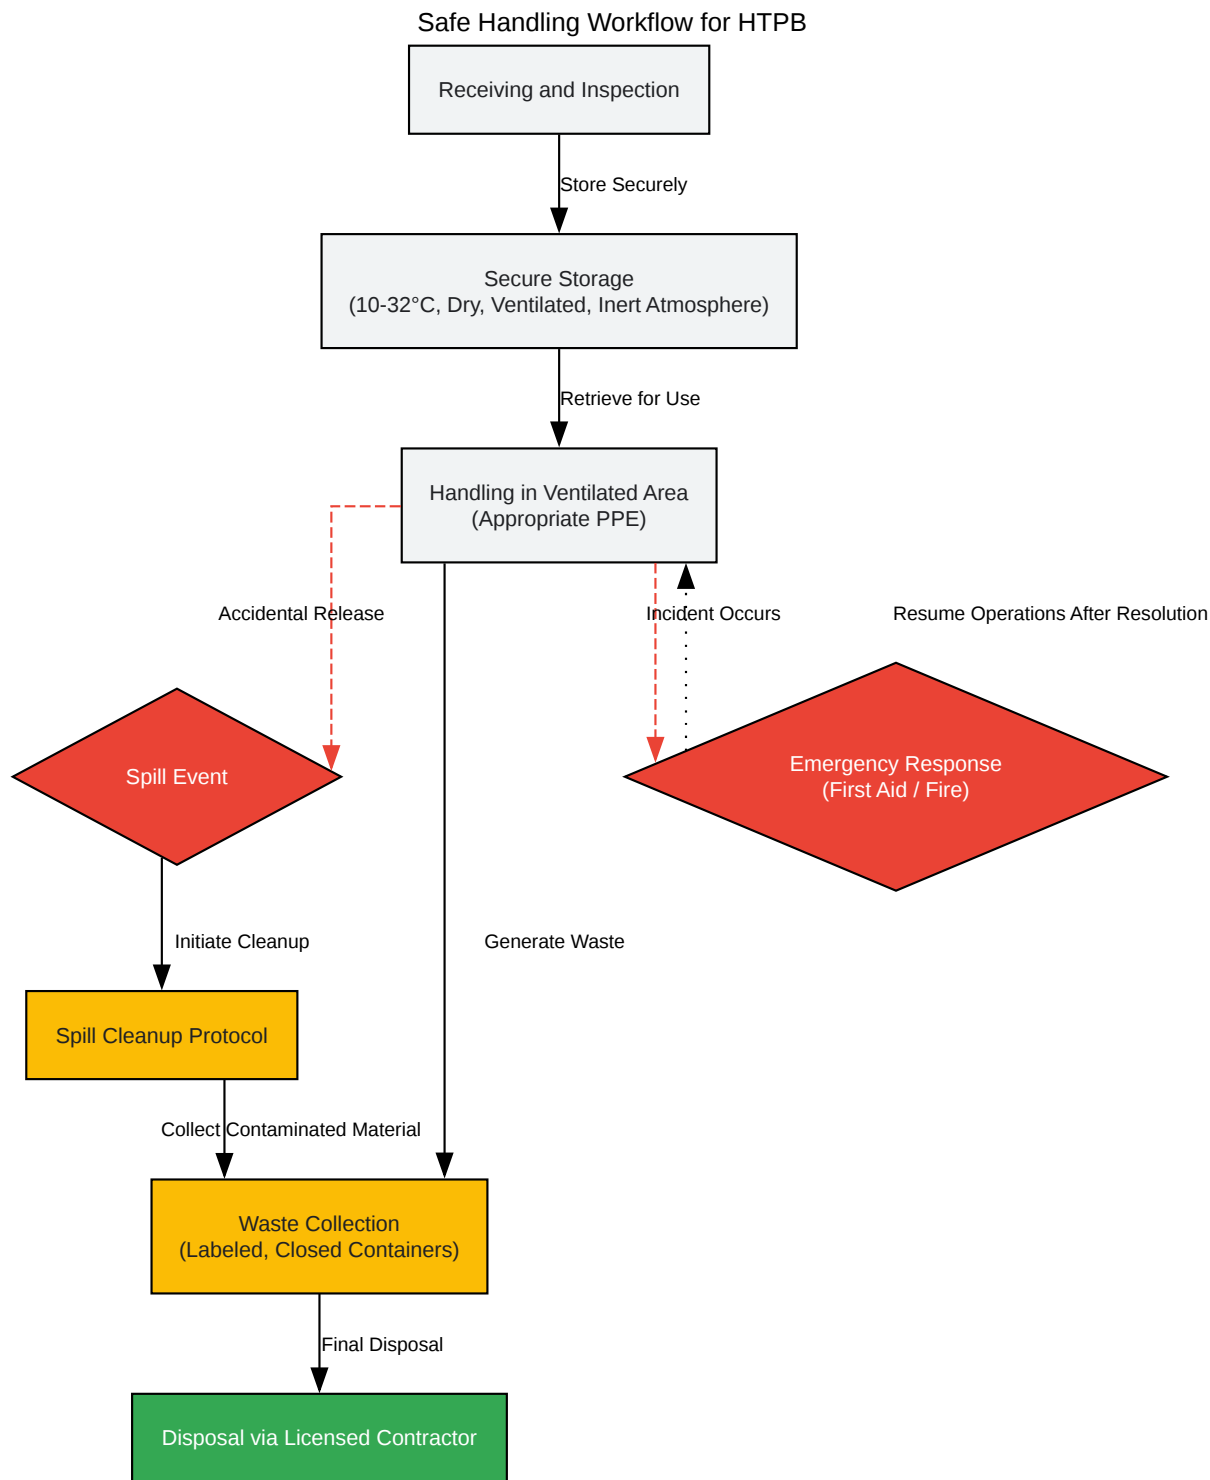 Safe Handling Workflow for HTPB
Receiving and Inspection
Store Securely
Secure Storage
(10-32°C, Dry, Ventilated, Inert Atmosphere)
Retrieve for Use
Handling in Ventilated Area
(Appropriate PPE)
Accidental Release
Incident Occurs
Resume Operations After Resolution
Spill Event
Emergency Response
(First Aid / Fire)
Initiate Cleanup
Generate Waste
Spill Cleanup Protocol
Collect Contaminated Material
Waste Collection
(Labeled, Closed Containers)
Final Disposal
Disposal via Licensed Contractor